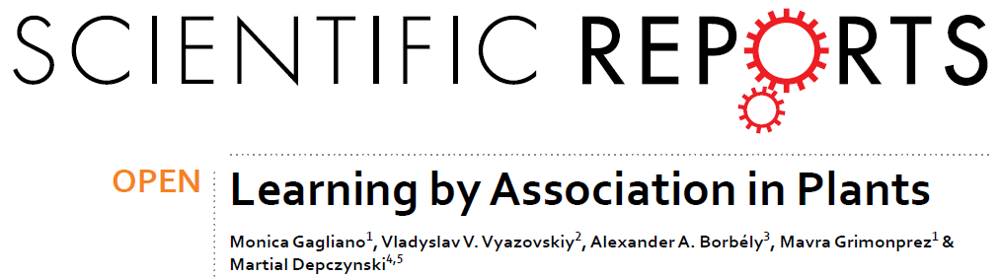 SCIENTIFIC REPORTS
OPEN
Learning by Association in Plants
Monica Gagliano1, Vladyslav V. Vyazovskiy2, Alexander A. Borbély3, Mavra Grimonprez1 &
Martial Depczynski4,5